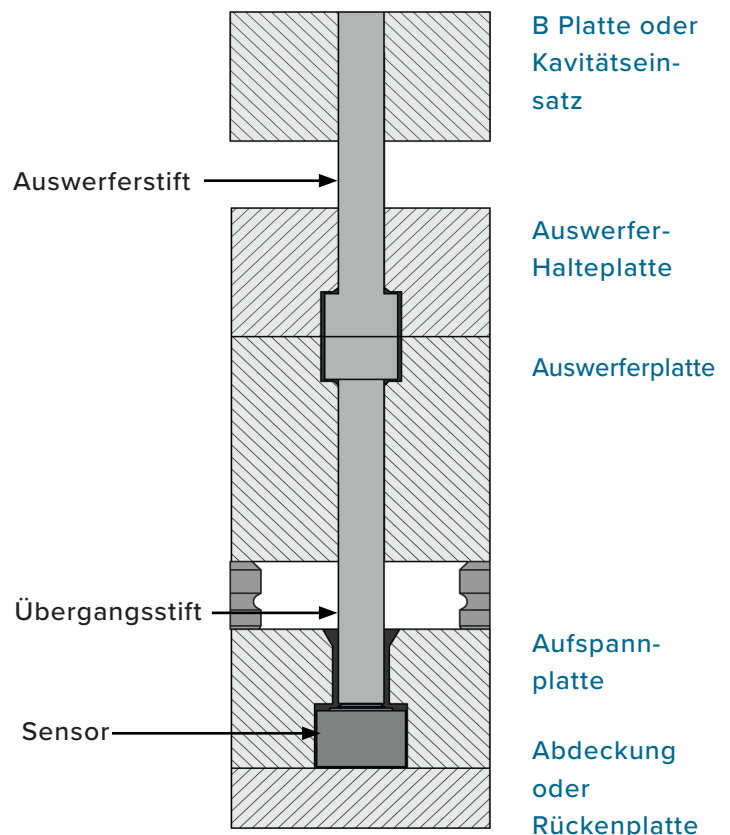 B Platte oder
Kavitätsein-
satz
Auswerferstift
Auswerfer-
Halteplatte
Auswerferplatte
Übergangsstift
Aufspann-
platte
Sensor
Abdeckung
oder
Rückenplatte